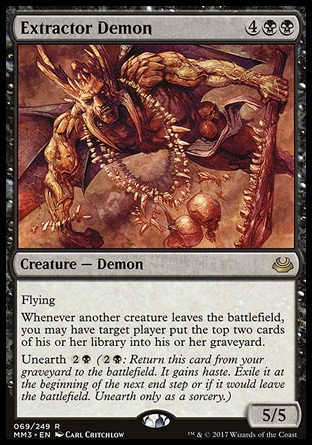 Extractor Demon 4
Creature — Demon
Flying
Whenever another creature leaves the battlefield,
you may have target player put the top two cards
of his or her library into his or her graveyard.
Unearth 2 ( 2 : Return this card from your
graveyard to the battlefield. It gains haste. Exile it at
the beginning of the next end step or if it would
leave the battlefield. Unearth only as a sorcery.)
5/5
069/249 R
MM3 • EN Carl Critchlow
™ & © 2017 Wizards of the Coast